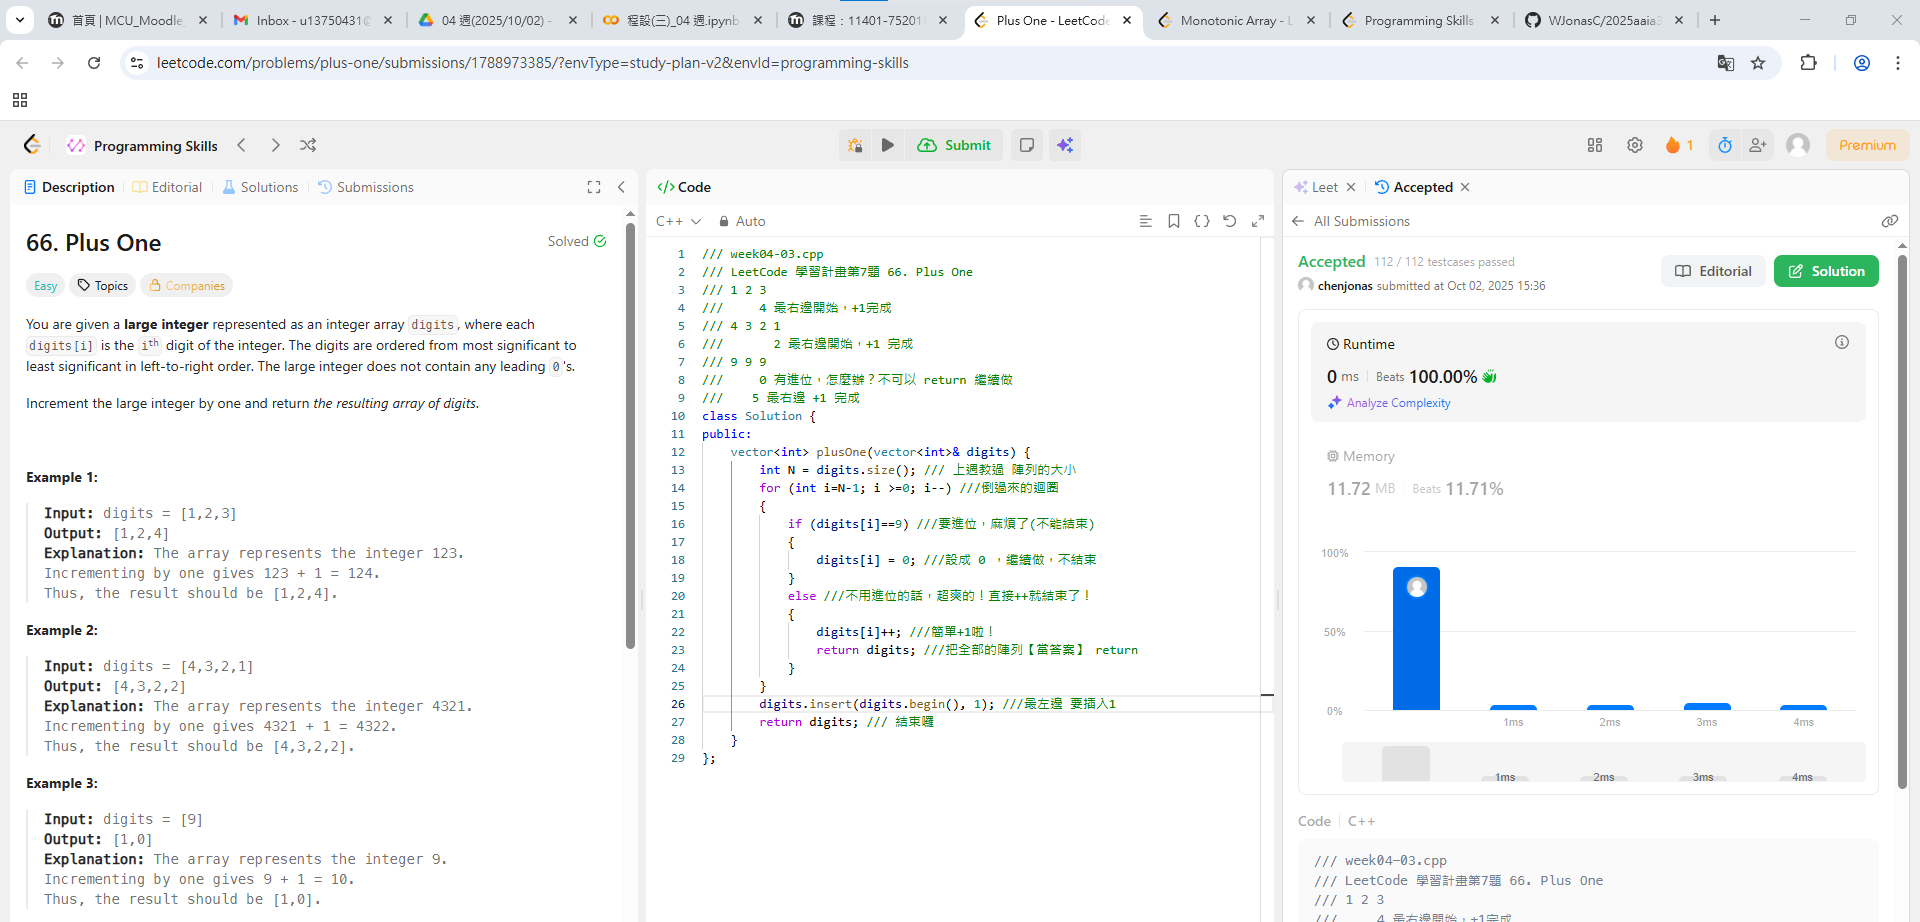 首頁 | MCU_Moodle
Inbox - u13750431@
04 週(2025/10/02) -
程設(三)_04 週.ipynb
課程：11401-75201
Plus One - LeetCode
Monotonic Array - L
Programming Skills
WJonasC/2025aaia
leetcode.com/problems/plus-one/submissions/1788973385/?envType=study-plan-v2&envId=programming-skills
Programming Skills
Submit
1
Premium
Description
Editorial
Solutions
Submissions
66. Plus One
Solved
Easy
Topics
Companies
You are given a large integer represented as an integer array digits, where each
digits[i] is the ith digit of the integer. The digits are ordered from most significant to
least significant in left-to-right order. The large integer does not contain any leading 0's.
Increment the large integer by one and return the resulting array of digits.
Example 1:
Input: digits = [1,2,3]
Output: [1,2,4]
Explanation: The array represents the integer 123.
Incrementing by one gives 123 + 1 = 124.
Thus, the result should be [1,2,4].
Example 2:
Input: digits = [4,3,2,1]
Output: [4,3,2,2]
Explanation: The array represents the integer 4321.
Incrementing by one gives 4321 + 1 = 4322.
Thus, the result should be [4,3,2,2].
Example 3:
Input: digits = [9]
Output: [1,0]
Explanation: The array represents the integer 9.
Incrementing by one gives 9 + 1 = 10.
Thus, the result should be [1,0].
</> Code
C++
Auto
1 /// week04-03.cpp
2 /// LeetCode 學習計畫第7題 66. Plus One
3 /// 1 2 3
4 ///     4 最右邊開始，+1完成
5 /// 4 3 2 1
6 ///       2 最右邊開始，+1 完成
7 /// 9 9 9
8 ///     0 有進位，怎麼辦？不可以 return 繼續做
9 ///    5 最右邊 +1 完成
10 class Solution {
11 public:
12     vector<int> plusOne(vector<int>& digits) {
13         int N = digits.size(); /// 上週教過 陣列的大小
14         for (int i=N-1; i >=0; i--) ///倒過來的迴圈
15         {
16             if (digits[i]==9) ///要進位，麻煩了(不能結束)
17             {
18                 digits[i] = 0; ///設成 0 ，繼續做，不結束
19             }
20             else ///不用進位的話，超爽的！直接++就結束了！
21             {
22                 digits[i]++; ///簡單+1啦！
23                 return digits; ///把全部的陣列【當答案】 return
24             }
25         }
26         digits.insert(digits.begin(), 1); ///最左邊 要插入1
27         return digits; /// 結束囉
28     }
29 };
Leet
Accepted
All Submissions
Accepted 112 / 112 testcases passed
chenjonas submitted at Oct 02, 2025 15:36
Editorial
Solution
Runtime
0 ms
Beats 100.00%
Analyze Complexity
Memory
11.72 MB
Beats 11.71%
100%
50%
0%
1ms
2ms
3ms
4ms
1ms
2ms
3ms
4ms
Code
C++
/// week04-03.cpp
/// LeetCode 學習計畫第7題 66. Plus One
/// 1 2 3
///     4 最右邊開始，+1完成